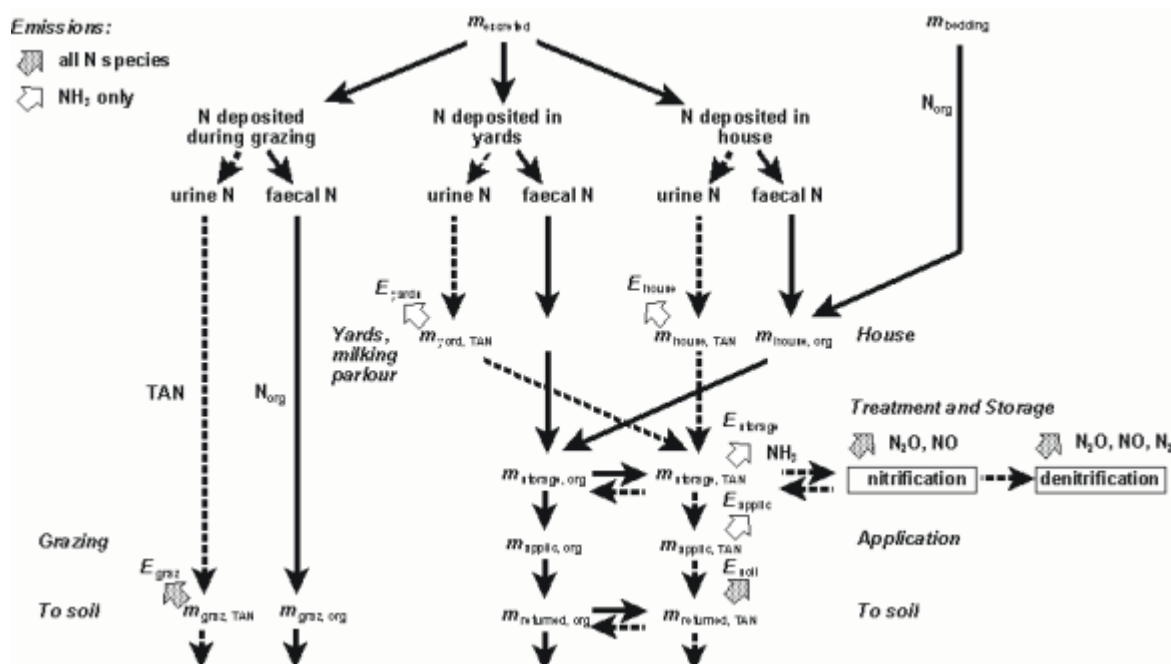 Emissions:
all N species
NH₃ only
m excreted
m bedding
N deposited
during grazing
N deposited in
yards
N deposited in
house
N org
urine N
faecal N
urine N
faecal N
urine N
faecal N
E yards
E house
Yards,
milking
parlour
m yard, TAN
m house, TAN
m house, org
House
TAN
N org
Treatment and Storage
E storage
NH₃
N₂O, NO
N₂O, NO, N₂
m storage, org
m storage, TAN
nitrification
denitrification
E applic
Grazing
m applic, org
m applic, TAN
Application
E graz
E soil
To soil
m graz, TAN
m graz, org
m returned, org
m returned, TAN
To soil